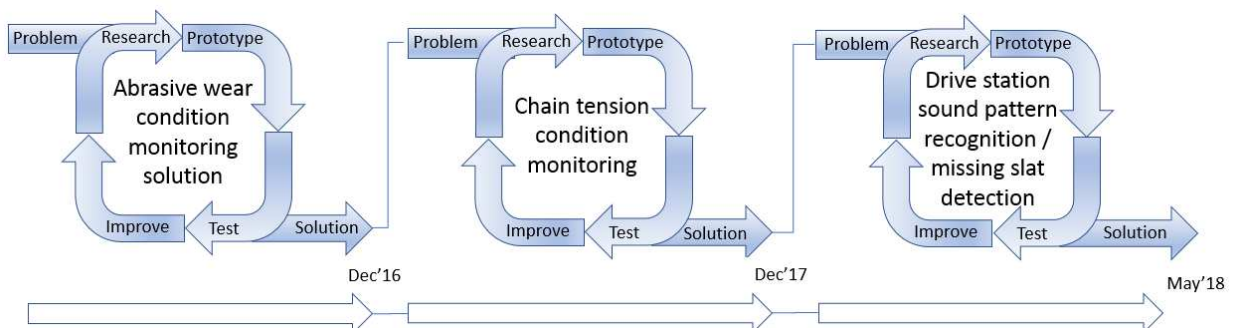 Problem
Research
Prototype
Abrasive wear
condition
monitoring
solution
Improve
Test
Solution
Dec'16
Problem
Research
Prototype
Chain tension
condition
monitoring
Improve
Test
Solution
Dec'17
Problem
Research
Prototype
Drive station
sound pattern
recognition /
missing slat
detection
Improve
Test
Solution
May'18